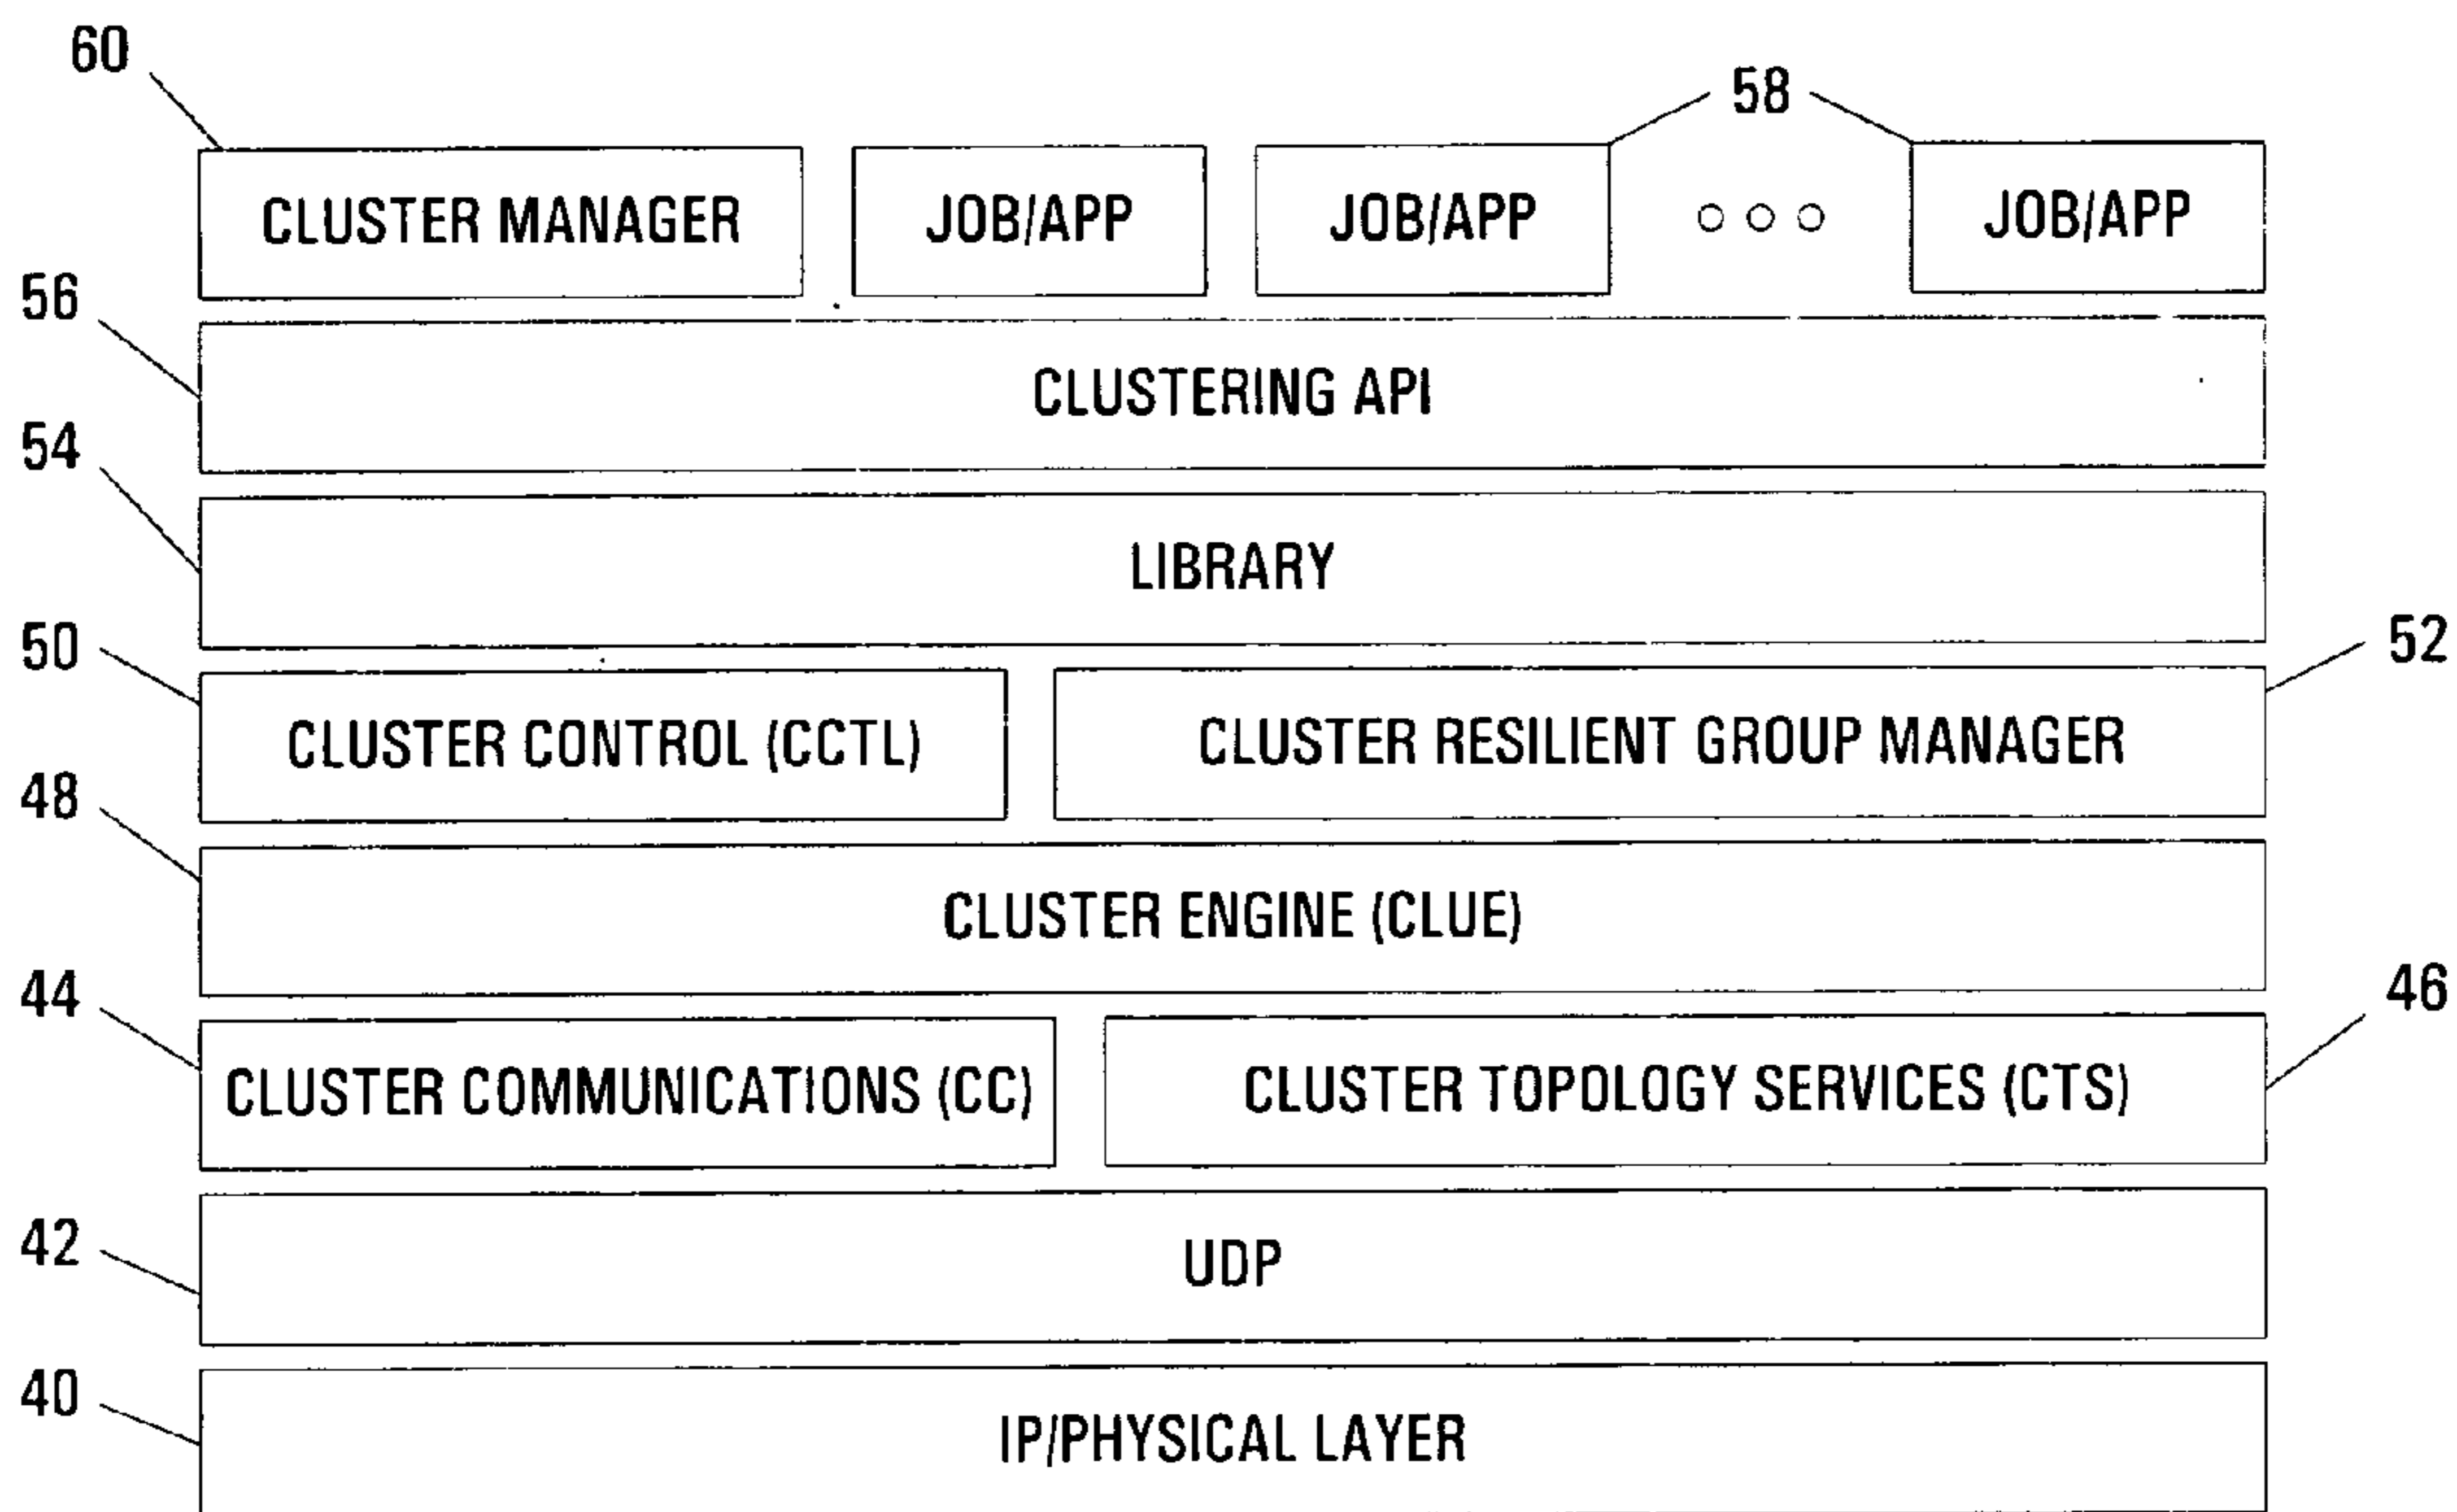 60
58
CLUSTER MANAGER JOB/APP JOB/APP JOB/APP
56
CLUSTERING API
54
LIBRARY
50
52
CLUSTER CONTROL (CCTL) CLUSTER RESILIENT GROUP MANAGER
48
CLUSTER ENGINE (CLUE)
44
46
CLUSTER COMMUNICATIONS (CC) CLUSTER TOPOLOGY SERVICES (CTS)
42
UDP
40
IP/PHYSICAL LAYER